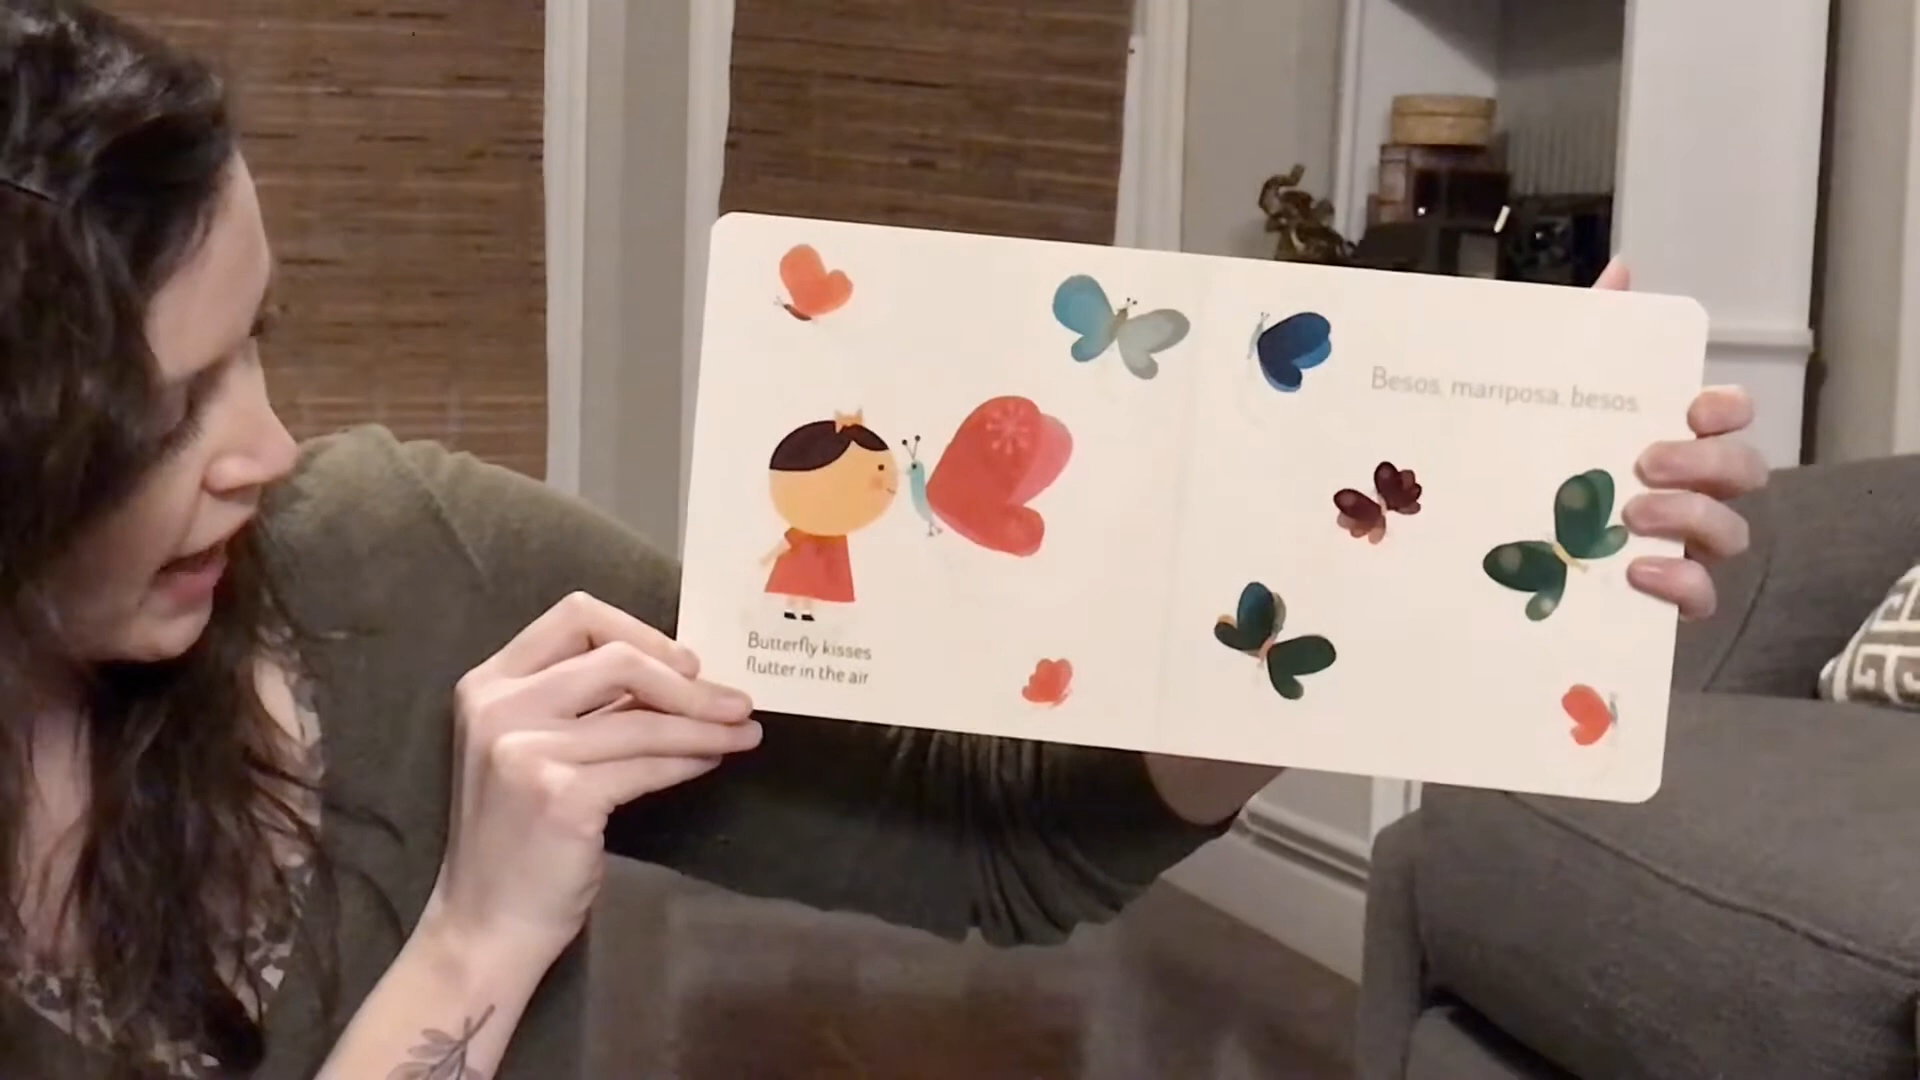 Butterfly kisses
flutter in the air
Besos, mariposa, besos.